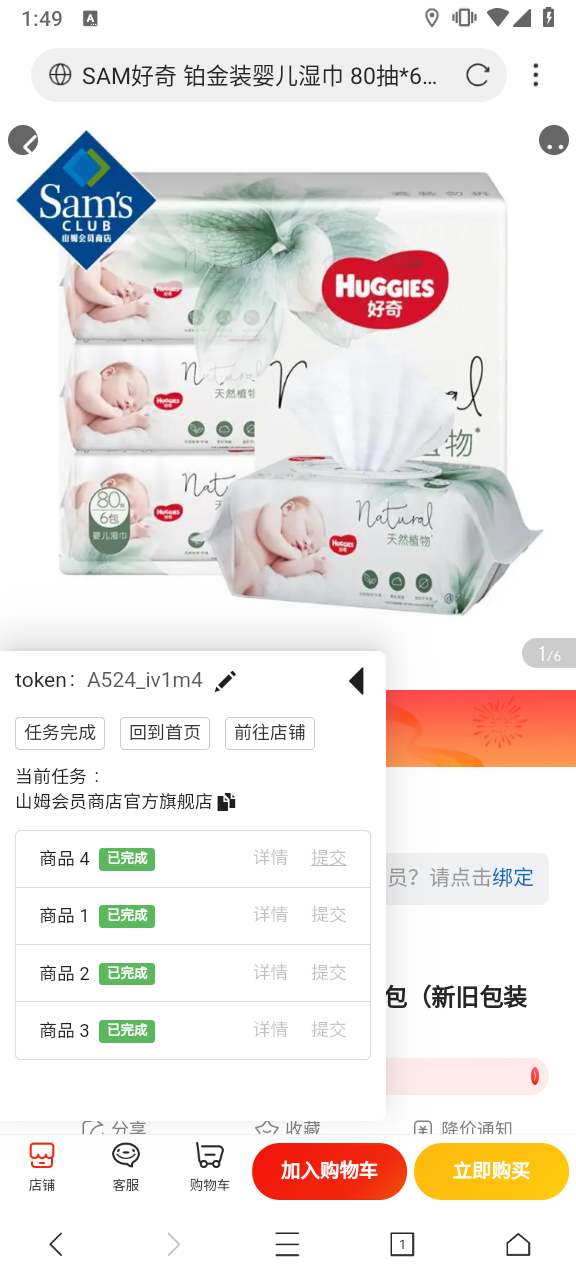 1:49
A
SAM好奇 铂金装婴儿湿巾 80抽*6…
Sam's
CLUB
山姆会员商店
HUGGIES
好奇
Natural
天然植物
HUGGIES
好奇
80抽
6包
婴儿湿巾
Natural
天然植物
1/6
token： A524_iv1m4
任务完成
回到首页
前往店铺
当前任务：
山姆会员商店官方旗舰店
商品 4 已完成 详情 提交
员？请点击绑定
商品 1 已完成 详情 提交
商品 2 已完成 详情 提交
包（新旧包装
商品 3 已完成 详情 提交
分享 收藏 降价通知
店铺
客服
购物车
加入购物车
立即购买
1